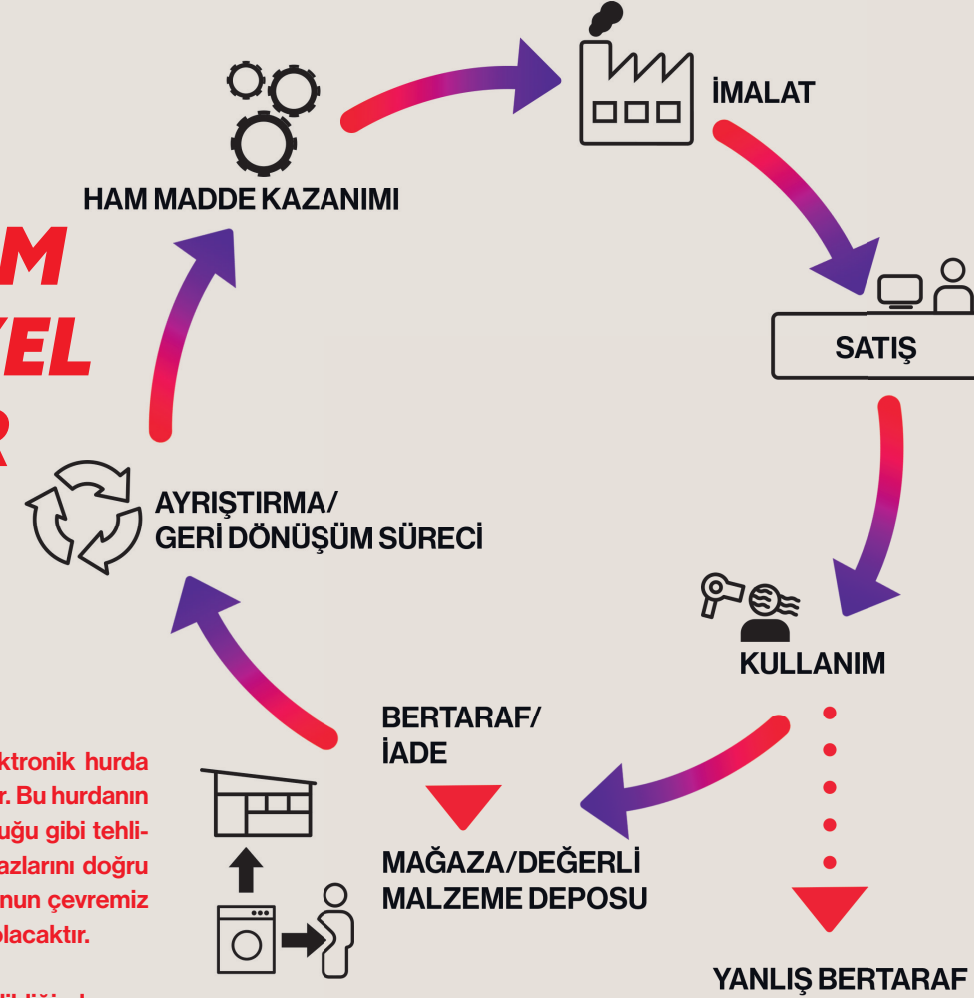 İMALAT
HAM MADDE KAZANIMI
M
EL
R
SATIŞ
AYRIŞTIRMA/
GERİ DÖNÜŞÜM SÜRECİ
KULLANIM
BERTARAF/
İADE
MAĞAZA/DEĞERLİ
MALZEME DEPOSU
YANLIŞ BERTARAF
ktronik hurda
r. Bu hurdanın
uğu gibi tehli-
azlarını doğru
nun çevremiz
olacaktır.